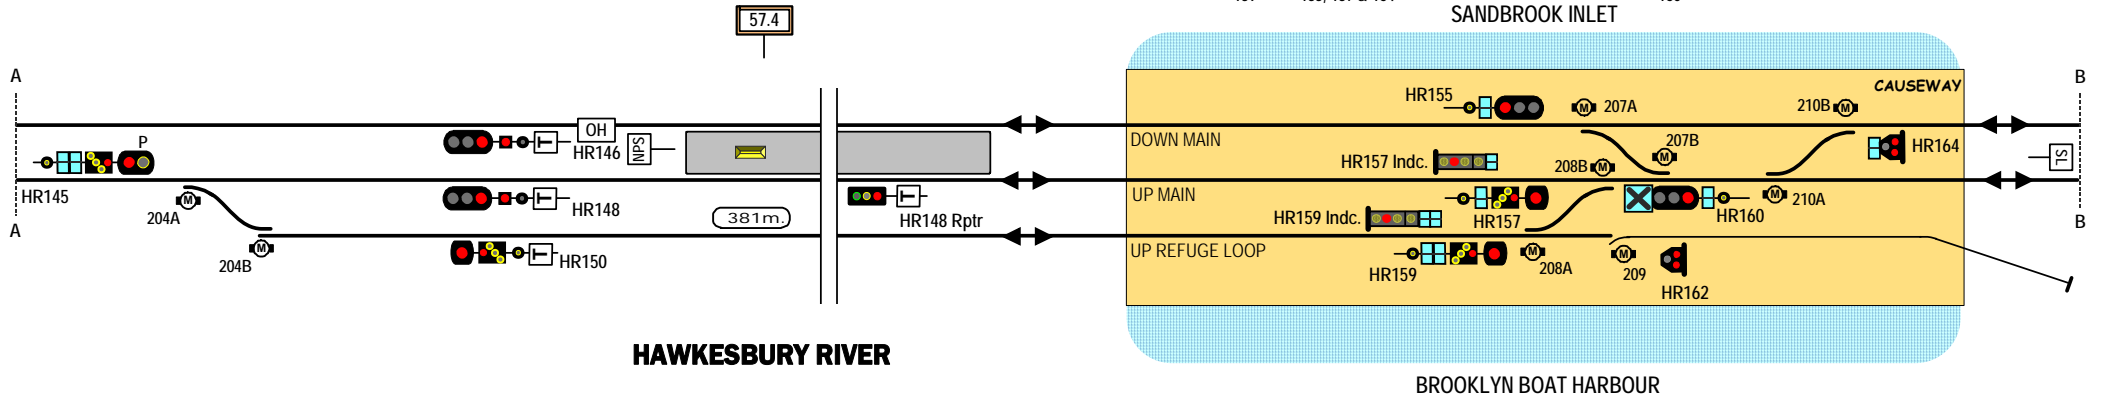 SANDBROOK INLET
57.4
A
B
CAUSEWAY
HR155
M
207A
210B
M
P
OH
HR146
NPS
DOWN MAIN
207B
M
HR157 Indc.
208B
M
HR164
SL
HR145
204A
M
HR148
381m.
HR148 Rptr
UP MAIN
HR159 Indc.
HR157
HR160
M
210A
A
B
204B
M
HR150
UP REFUGE LOOP
HR159
M
208A
M
209
HR162
HAWKESBURY RIVER
BROOKLYN BOAT HARBOUR